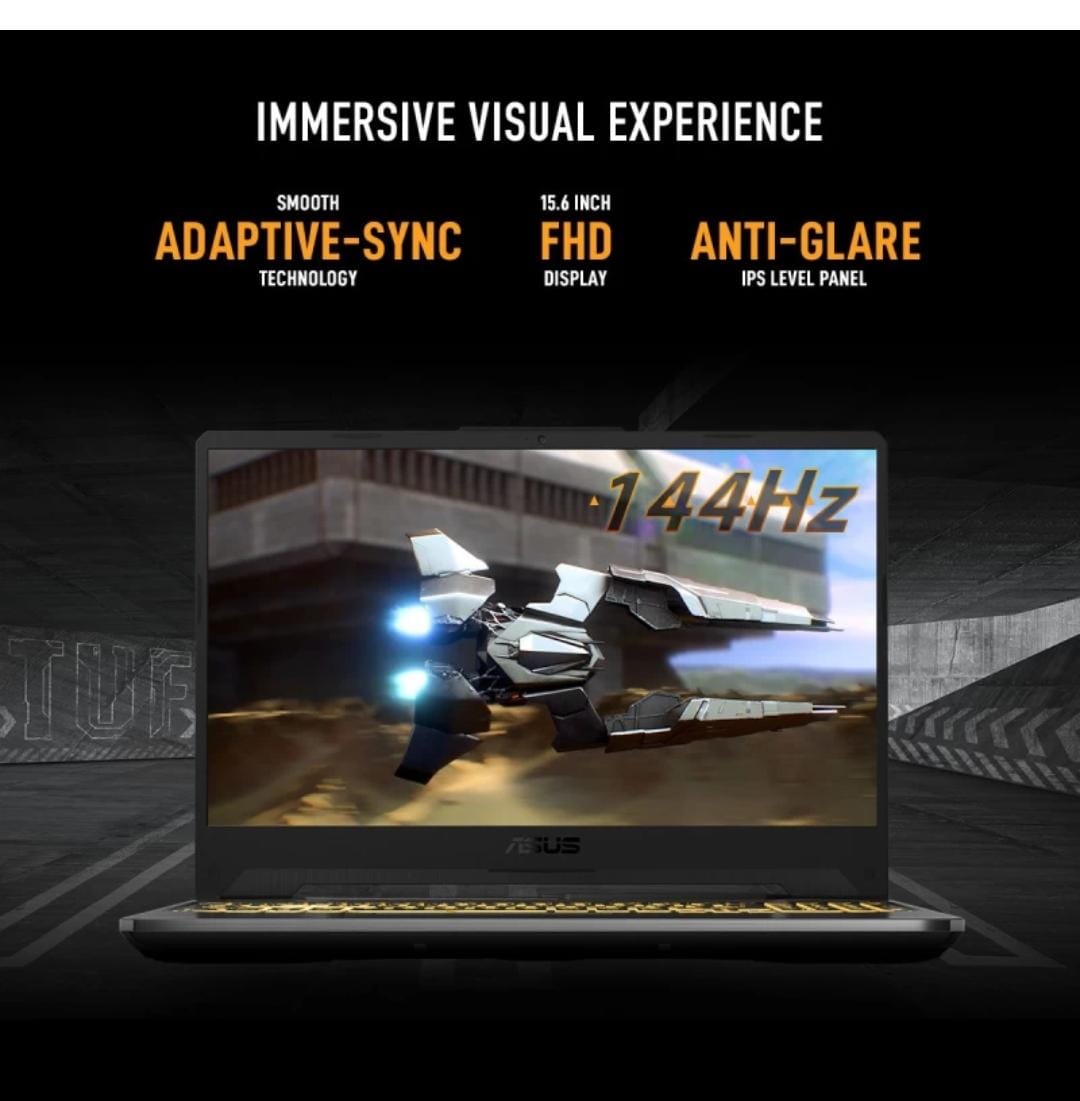 IMMERSIVE VISUAL EXPERIENCE
SMOOTH
ADAPTIVE-SYNC
TECHNOLOGY
15.6 INCH
FHD
DISPLAY
ANTI-GLARE
IPS LEVEL PANEL
144Hz
TUF
ASUS